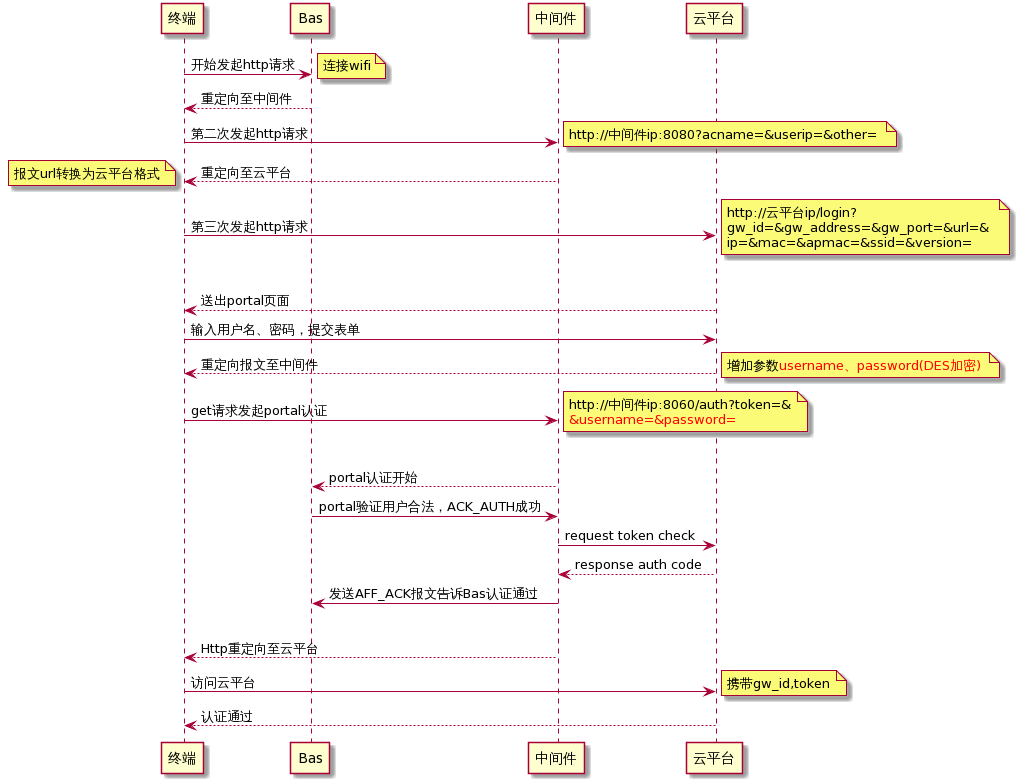 终端
Bas
中间件
云平台
开始发起http请求
连接wifi
重定向至中间件
第二次发起http请求
http://中间件ip:8080?acname=&userip=&other=
报文url转换为云平台格式
重定向至云平台
第三次发起http请求
http://云平台ip/login?
gw_id=&gw_address=&gw_port=&url=&
ip=&mac=&apmac=&ssid=&version=
送出portal页面
输入用户名、密码，提交表单
重定向报文至中间件
增加参数username、password(DES加密)
get请求发起portal认证
http://中间件ip:8060/auth?token=&
&username=&password=
portal认证开始
portal验证用户合法，ACK_AUTH成功
request token check
response auth code
发送AFF_ACK报文告诉Bas认证通过
Http重定向至云平台
访问云平台
携带gw_id,token
认证通过
终端
Bas
中间件
云平台